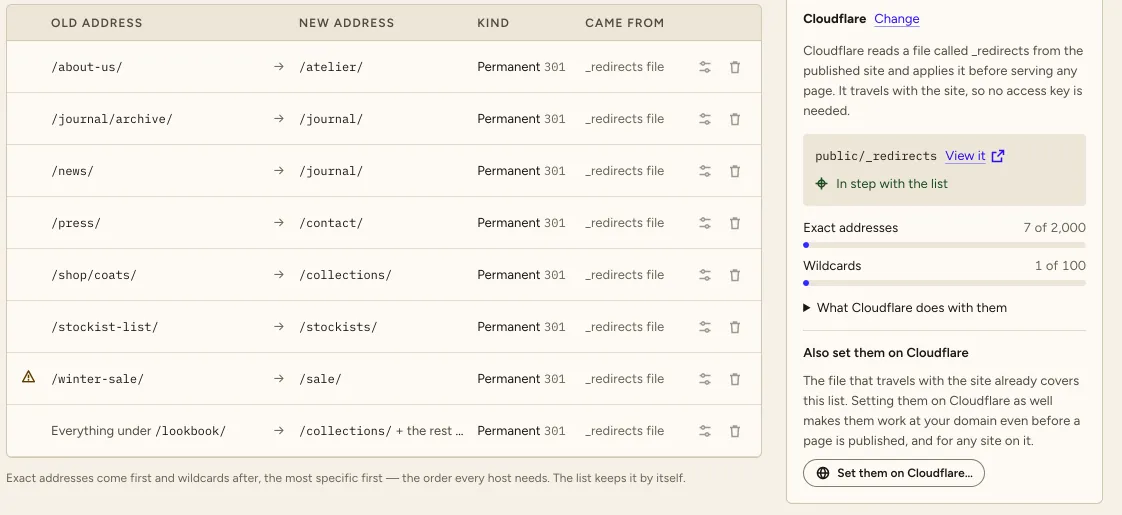 OLD ADDRESS NEW ADDRESS KIND CAME FROM
/about-us/ → /atelier/ Permanent 301 _redirects file
/journal/archive/ → /journal/ Permanent 301 _redirects file
/news/ → /journal/ Permanent 301 _redirects file
/press/ → /contact/ Permanent 301 _redirects file
/shop/coats/ → /collections/ Permanent 301 _redirects file
/stockist-list/ → /stockists/ Permanent 301 _redirects file
/winter-sale/ → /sale/ Permanent 301 _redirects file
Everything under /lookbook/ → /collections/ + the rest ... Permanent 301 _redirects file
Exact addresses come first and wildcards after, the most specific first — the order every host needs. The list keeps it by itself.
Cloudflare Change
Cloudflare reads a file called _redirects from the
published site and applies it before serving any
page. It travels with the site, so no access key is
needed.
public/_redirects View it
In step with the list
Exact addresses 7 of 2,000
Wildcards 1 of 100
What Cloudflare does with them
Also set them on Cloudflare
The file that travels with the site already covers
this list. Setting them on Cloudflare as well
makes them work at your domain even before a
page is published, and for any site on it.
Set them on Cloudflare...